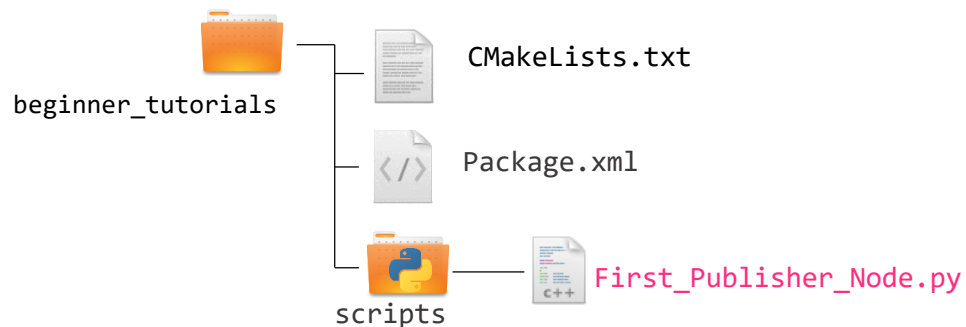 CMakeLists.txt
beginner_tutorials
</>
Package.xml
C++
First_Publisher_Node.py
scripts